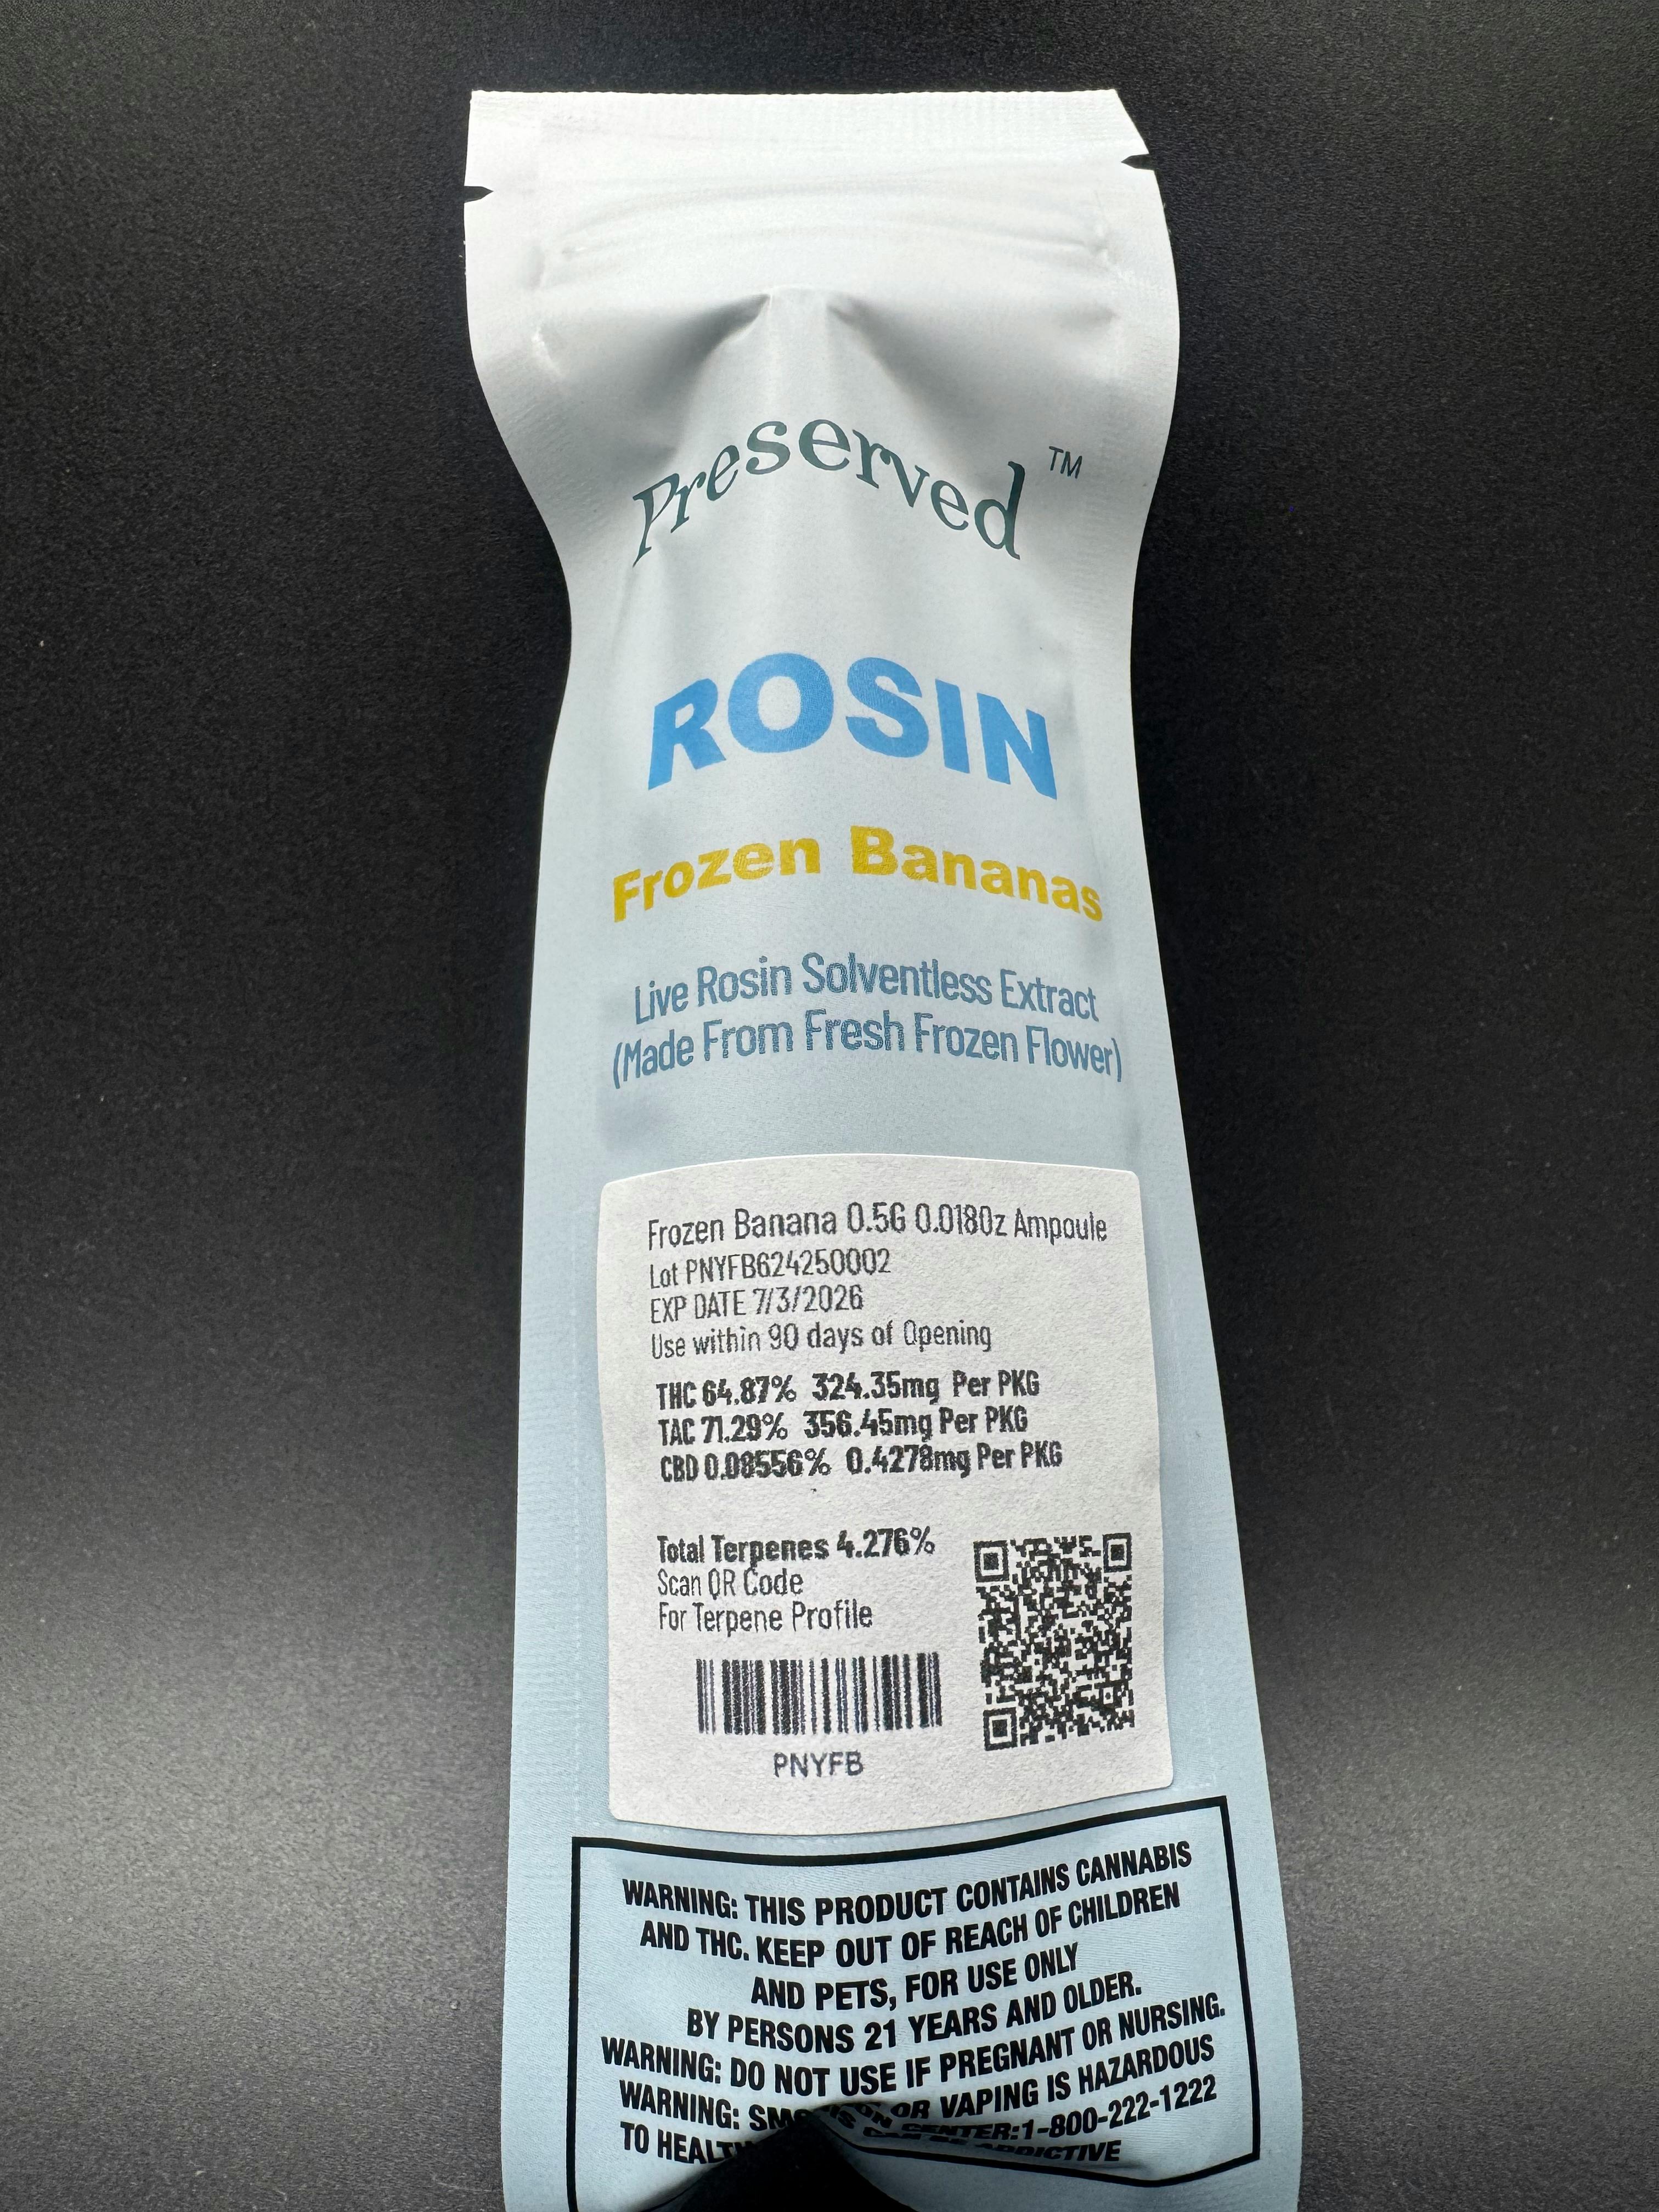 Preserved™
ROSIN
Frozen Bananas
Live Rosin Solventless Extract
(Made From Fresh Frozen Flower)
Frozen Banana 0.5G 0.018Oz Ampoule
Lot PNYFB624250002
EXP DATE 7/3/2026
Use within 90 days of Opening
THC 64.87% 324.35mg Per PKG
TAC 71.29% 356.45mg Per PKG
CBD 0.08556% 0.4278mg Per PKG
Total Terpenes 4.276%
Scan QR Code
For Terpene Profile
PNYFB
WARNING: THIS PRODUCT CONTAINS CANNABIS
AND THC. KEEP OUT OF REACH OF CHILDREN
AND PETS, FOR USE ONLY
BY PERSONS 21 YEARS AND OLDER.
WARNING: DO NOT USE IF PREGNANT OR NURSING.
WARNING: OR VAPING IS HAZARDOUS
TO CENTER:1-800-222-1222
CAN BE ADDICTIVE